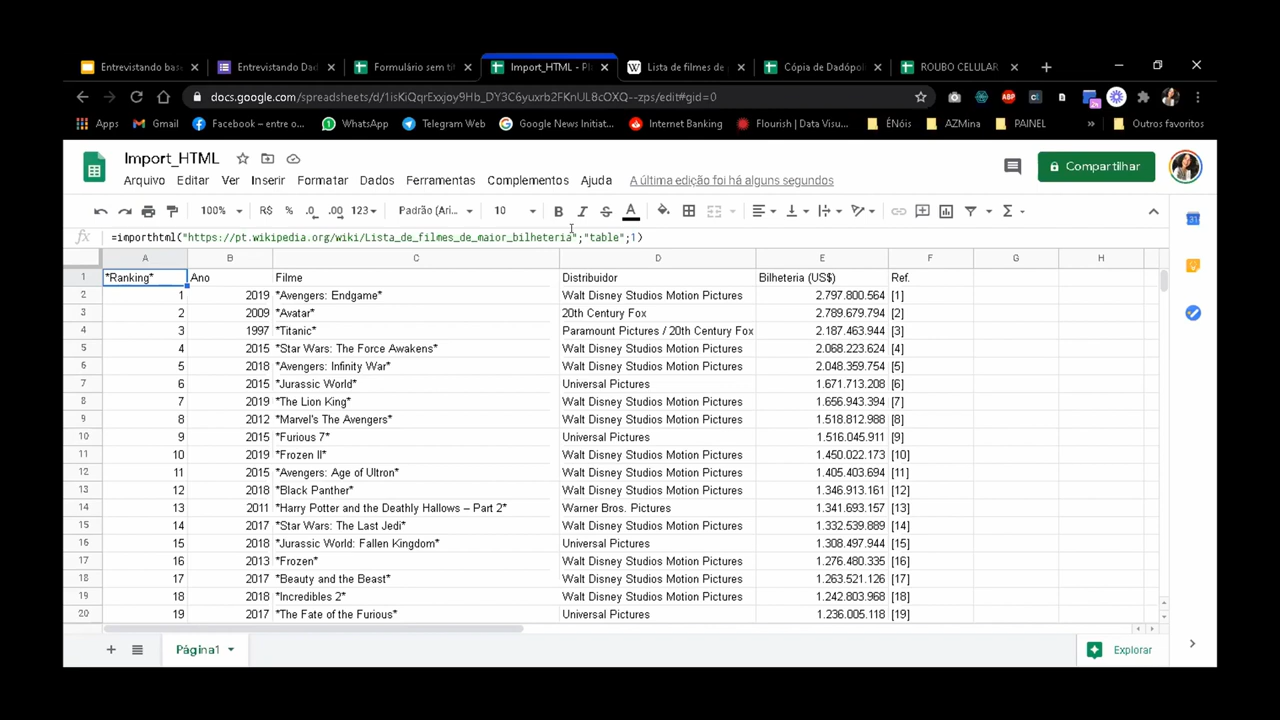 Entrevistando bas
Entrevistando Dad
Formulário sem tít
Import_HTML - Pl
Lista de filmes de
Cópia de Dadópol
ROUBO CELULAR
docs.google.com/spreadsheets/d/1isKiQqrExxjoy9Hb_DY3C6yuxrb2FKnUL8cOXQ--zps/edit#gid=0
Apps Gmail Facebook – entre o... WhatsApp Telegram Web Google News Initiat... Internet Banking Flourish | Data Visu... ÉNóis AZMina PAINEL » Outros favoritos
Import_HTML
Compartilhar
Arquivo Editar Ver Inserir Formatar Dados Ferramentas Complementos Ajuda A última edição foi há alguns segundos
100% R$ % .0 .00 123 Padrão (Ari... 10 B I S A
fx =importhtml("https://pt.wikipedia.org/wiki/Lista_de_filmes_de_maior_bilheteria";"table";1)
A B C D E F G H
1 *Ranking* Ano Filme Distribuidor Bilheteria (US$) Ref.
2 1 2019 *Avengers: Endgame* Walt Disney Studios Motion Pictures 2.797.800.564 [1]
3 2 2009 *Avatar* 20th Century Fox 2.789.679.794 [2]
4 3 1997 *Titanic* Paramount Pictures / 20th Century Fox 2.187.463.944 [3]
5 4 2015 *Star Wars: The Force Awakens* Walt Disney Studios Motion Pictures 2.068.223.624 [4]
6 5 2018 *Avengers: Infinity War* Walt Disney Studios Motion Pictures 2.048.359.754 [5]
7 6 2015 *Jurassic World* Universal Pictures 1.671.713.208 [6]
8 7 2019 *The Lion King* Walt Disney Studios Motion Pictures 1.656.943.394 [7]
9 8 2012 *Marvel's The Avengers* Walt Disney Studios Motion Pictures 1.518.812.988 [8]
10 9 2015 *Furious 7* Universal Pictures 1.516.045.911 [9]
11 10 2019 *Frozen II* Walt Disney Studios Motion Pictures 1.450.022.173 [10]
12 11 2015 *Avengers: Age of Ultron* Walt Disney Studios Motion Pictures 1.405.403.694 [11]
13 12 2018 *Black Panther* Walt Disney Studios Motion Pictures 1.346.913.161 [12]
14 13 2011 *Harry Potter and the Deathly Hallows – Part 2* Warner Bros. Pictures 1.341.693.157 [13]
15 14 2017 *Star Wars: The Last Jedi* Walt Disney Studios Motion Pictures 1.332.539.889 [14]
16 15 2018 *Jurassic World: Fallen Kingdom* Universal Pictures 1.308.497.944 [15]
17 16 2013 *Frozen* Walt Disney Studios Motion Pictures 1.276.480.335 [16]
18 17 2017 *Beauty and the Beast* Walt Disney Studios Motion Pictures 1.263.521.126 [17]
19 18 2018 *Incredibles 2* Walt Disney Studios Motion Pictures 1.242.803.968 [18]
20 19 2017 *The Fate of the Furious* Universal Pictures 1.236.005.118 [19]
Página1
Explorar